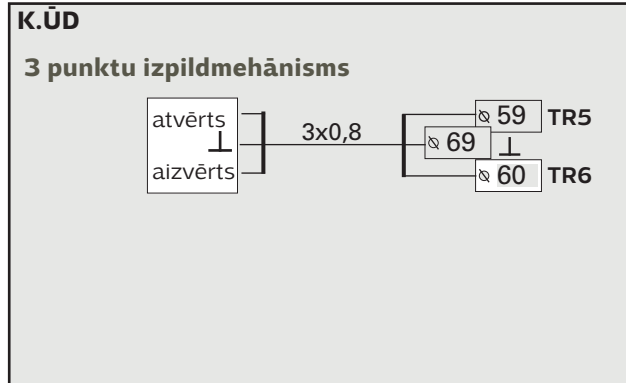 K.ŪD
3 punktu izpildmehānisms
atvērts
⊥
aizvērts
3x0,8
59 TR5
69 ⊥
60 TR6